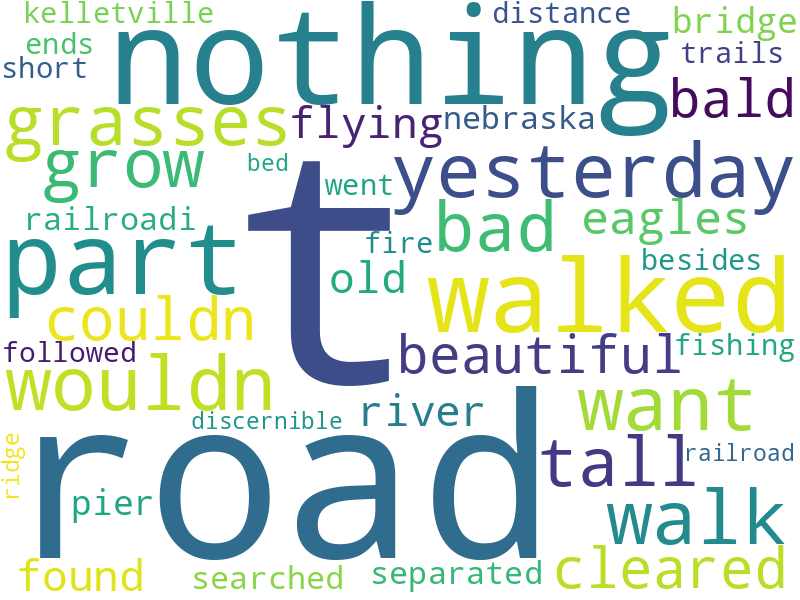 kelletville
nothing
distance
bridge
ends
trails
short
bald
grasses
flying
nebraska
yesterday
grow
bed
went
t
railroadi
part
fire
bad
eagles
old
besides
walked
couldn
followed
beautiful
fishing
wouldn
want
discernible
river
road
tall
railroad
ridge
pier
walk
found
searched
separated
cleared